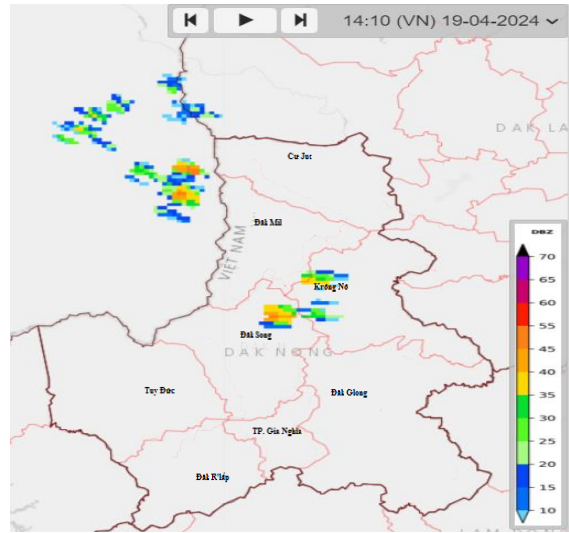 14:10 (VN) 19-04-2024
DAK LA
Cư Jut
Đăk Mil
VIỆT NAM
DBZ
70
65
60
55
50
45
40
35
30
25
20
15
10
Krông Nô
Đăk Song
DAK NONG
Tuy Đức
Đăk Glong
TP. Gia Nghĩa
Đăk R'lấp
LAM DONG